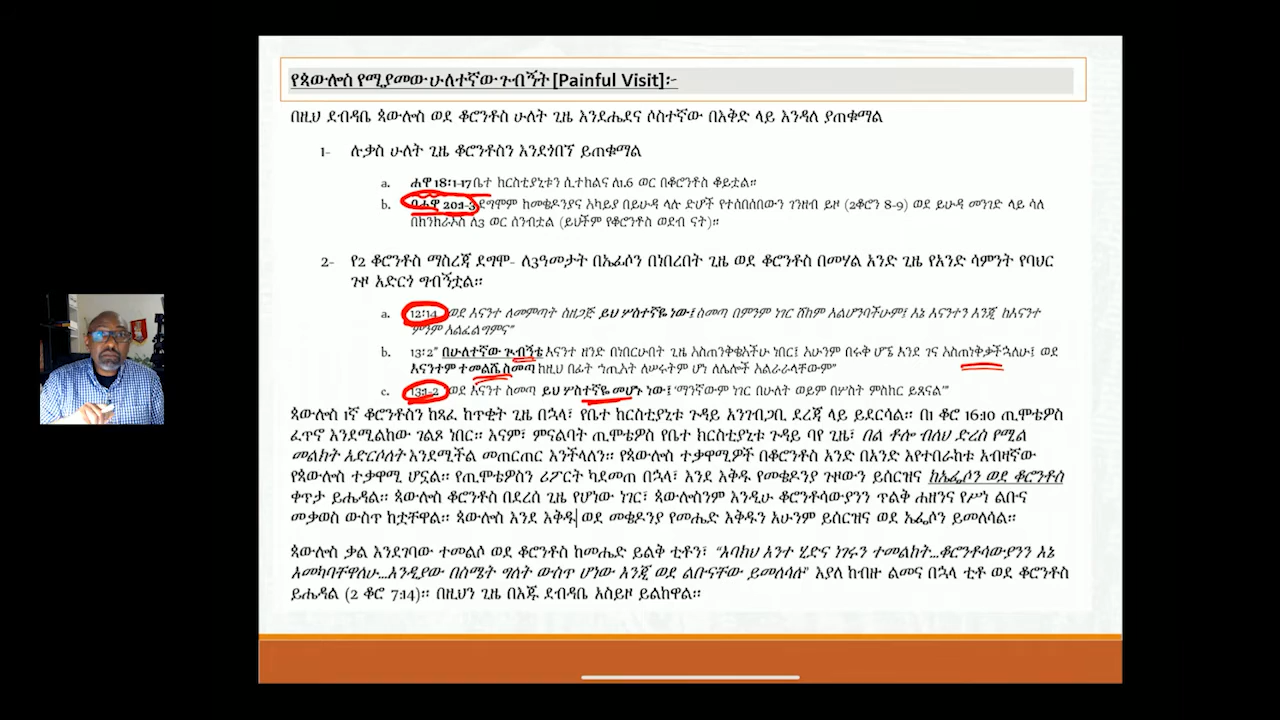 የጳውሎስ የሚያመው ሁለተኛው ጉብኝት [Painful Visit]፦
በዚህ ደብዳቤ ጳውሎስ ወደ ቆሮንቶስ ሁለት ጊዜ እንደሔደና ሶስተኛው በእቅድ ላይ እንዳለ ያጠቁማል
1- ሉቃስ ሁለት ጊዜ ቆሮንቶስን እንደጎበኘ ይጠቁማል
a. ሐዋ 18፡1-17 ቤተ ክርስቲያኒቱን ሲተክልና ለ1.6 ወር በቆሮንቶስ ቆይቷል።
b. በሐዋ 20፡1-3 ደግሞም ከመቄዶንያና አካይያ በይሁዳ ላሉ ድሆች የተሰበሰበውን ገንዘብ ይዞ (2ቆሮን 8-9) ወደ ይሁዳ መንገድ ላይ ሳለ
በክንክራኦስ ለ3 ወር ሰንብቷል (ይህችም የቆሮንቶስ ወደብ ናት)።
2- የ2 ቆሮንቶስ ማስረጃ ደግሞ- ለ3ዓመታት በኤፌሶን በነበረበት ጊዜ ወደ ቆሮንቶስ በመሃል አንድ ጊዜ የአንድ ሳምንት የባህር
ጉዞ አድርጎ ግብኝቷል።
a. 12፡14 ወደ እናንተ ለመምጣት ስዘጋጅ ይህ ሦስተኛዬ ነው፤ ስመጣ በምንም ነገር ሸክም አልሆንባችሁም፤ እኔ እናንተን እንጂ ከእናንተ
ምንም አልፈልግምና”
b. 13፡2” በሁለተኛው ጕብኝቴ እናንተ ዘንድ በነበርሁበት ጊዜ አስጠንቅቄአችሁ ነበር፤ አሁንም በሩቅ ሆኜ እንደ ገና አስጠነቅቃችኋለሁ፤ ወደ
እናንተም ተመልሼ ስመጣ ከዚህ በፊት ኀጢአት ለሠሩትም ሆነ ለሌሎች አልራራላቸውም”
c. 13፡1-2 ወደ እናንተ ስመጣ ይህ ሦስተኛዬ መሆኑ ነው፤ “ማንኛውም ነገር በሁለት ወይም በሦስት ምስክር ይጸናል”
ጳውሎስ 1ኛ ቆሮንቶስን ከጻፈ ከጥቂት ጊዜ በኋላ፣ የቤተ ክርስቲያኒቱ ጉዳይ አንገብጋቢ ደረጃ ላይ ይደርሳል። በ1 ቆሮ 16፡10 ጢሞቴዎስ
ፈጥኖ እንደሚልከው ገልጾ ነበር። እናም፣ ምናልባት ጢሞቴዎስ የቤተ ክርስቲያኒቱ ጉዳይ ባየ ጊዜ፣ በል ቶሎ ብለህ ድረስ የሚል
መልክት አድርሶለት እንደሚችል መጠርጠር እንችላለን። የጳውሎስ ተቃዋሚዎች በቆሮንቶስ አንድ በአንድ እየተበራከቱ አብዛኛው
የጳውሎስ ተቃዋሚ ሆኗል። የጢሞቴዎስን ሪፖርት ካደመጠ በኋላ፣ እንደ እቅዱ የመቄዶንያ ጉዞውን ይሰርዝና ከኤፌሶን ወደ ቆሮንቶስ
ቀጥታ ይሔዳል። ጳውሎስ ቆሮንቶስ በደረሰ ጊዜ የሆነው ነገር፣ ጳውሎስንም እንዲሁ ቆሮንቶሳውያንን ጥልቅ ሐዘንና የሥነ ልቡና
መቃወስ ውስጥ ከቷቸዋል። ጳውሎስ እንደ እቅዱ ወደ መቄዶንያ የመሔድ እቅዱን አሁንም ይሰርዝና ወደ ኤፌሶን ይመለሳል።
ጳውሎስ ቃል እንደገባው ተመልሶ ወደ ቆሮንቶስ ከመሔድ ይልቅ ቲቶን፣ “እባክህ አንተ ሂድና ነገሩን ተመልከት...ቆሮንቶሳውያንን እኔ
እመካባቸዋለሁ...እንዲያው በስሜት ግለት ውስጥ ሆነው እንጂ ወደ ልቡናቸው ይመለሳሉ” እያለ ከብዙ ልመና በኋላ ቲቶ ወደ ቆሮንቶስ
ይሔዳል (2 ቆሮ 7፡14)። በዚህን ጊዜ በእጁ ደብዳቤ አስይዞ ይልከዋል።